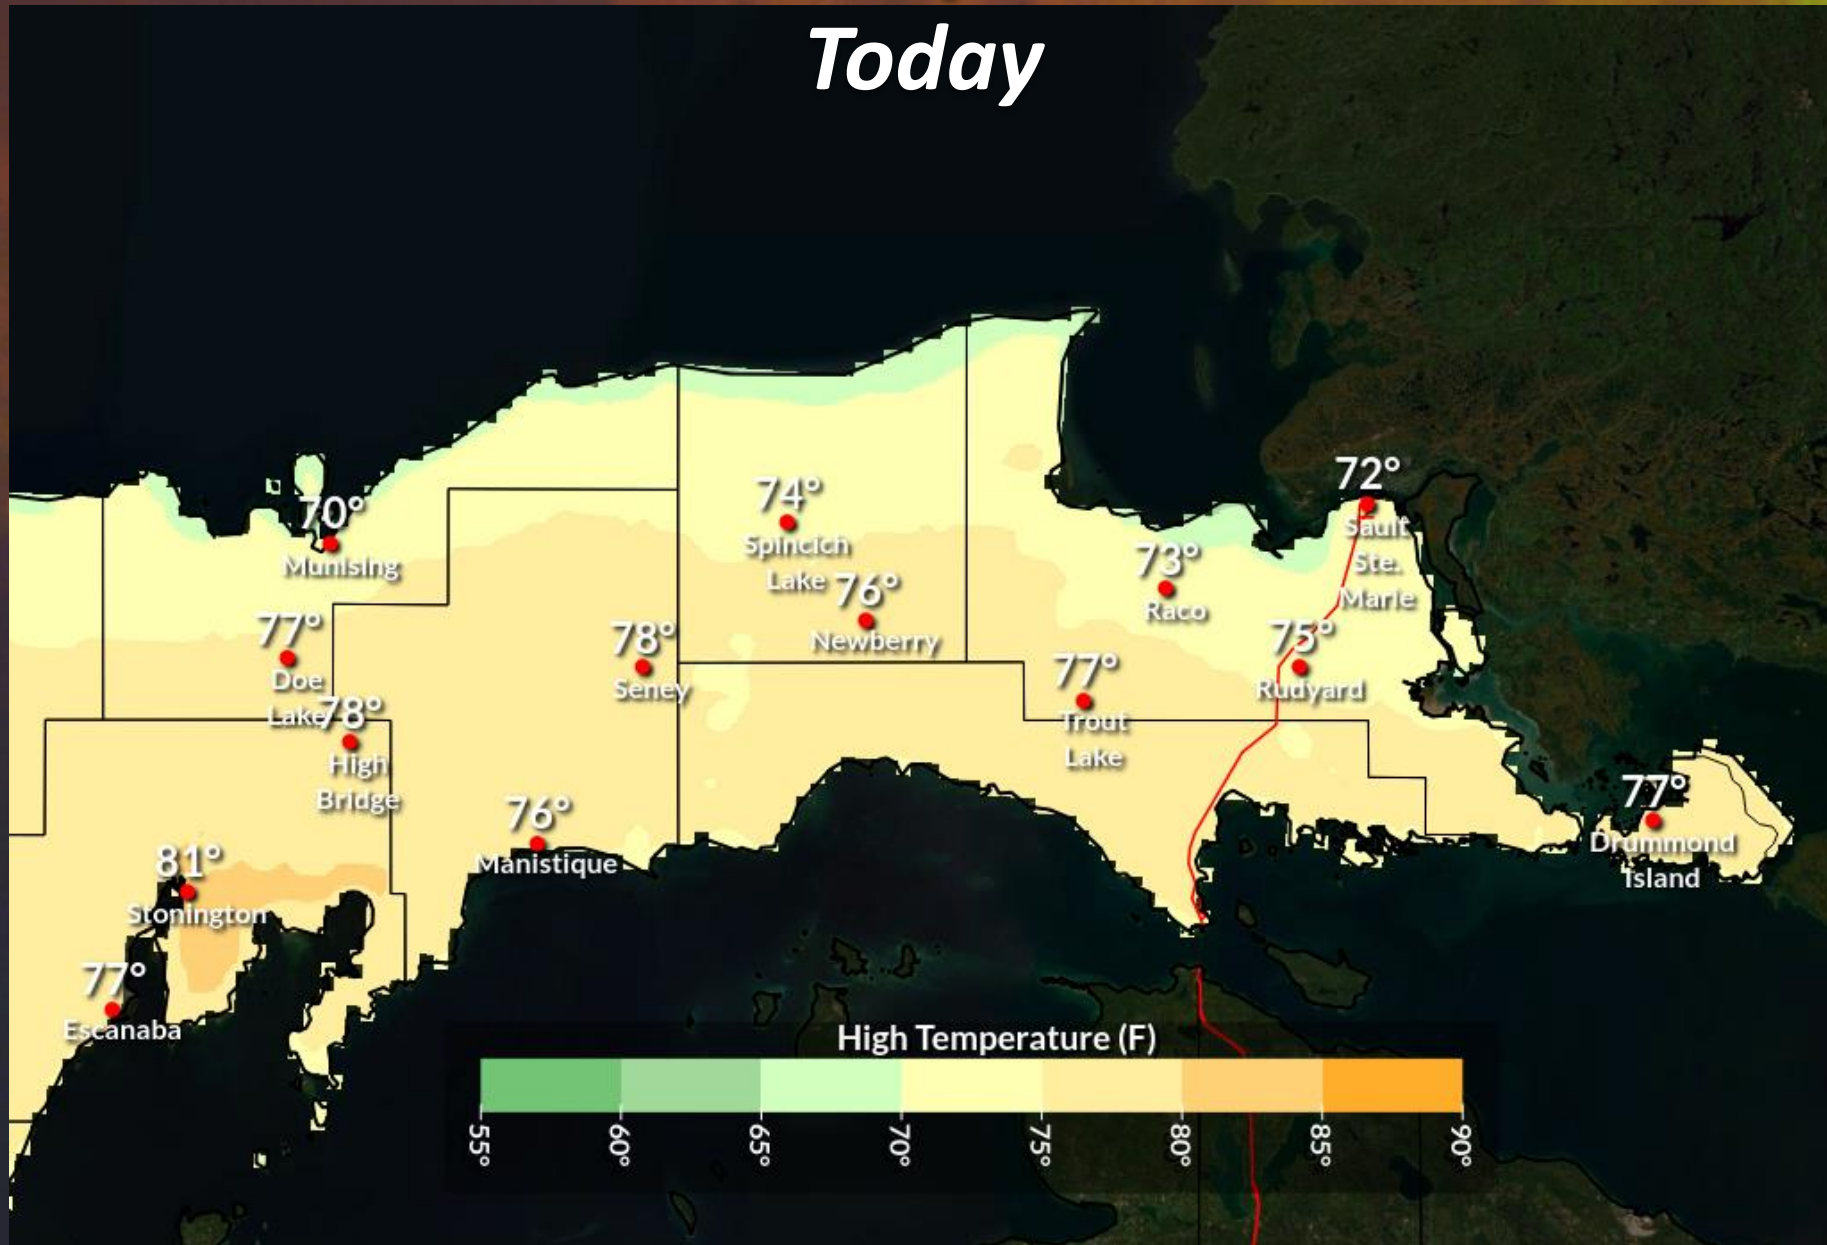 Today
72°
Sault
Ste.
Marie
74°
Spincich
Lake
70°
Munising
73°
Raco
76°
Newberry
77°
Doe
Lake
78°
Seney
75°
Rudyard
77°
Trout
Lake
78°
High
Bridge
77°
Drummond
Island
76°
Manistique
81°
Stonington
77°
Escanaba
High Temperature (F)
55°
60°
65°
70°
75°
80°
85°
90°